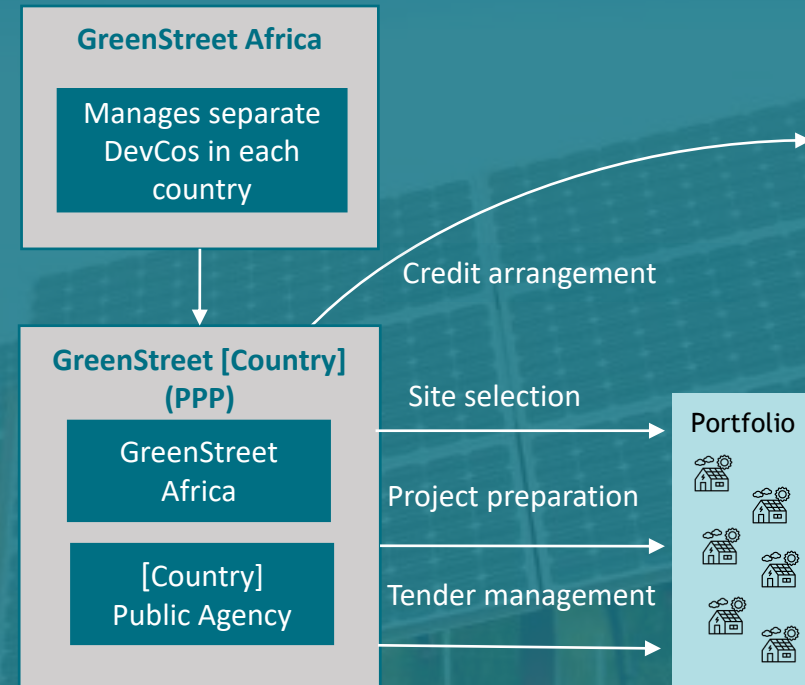 GreenStreet Africa
Manages separate
DevCos in each
country
Credit arrangement
GreenStreet [Country]
(PPP)
GreenStreet
Africa
[Country]
Public Agency
Site selection
Project preparation
Tender management
Portfolio